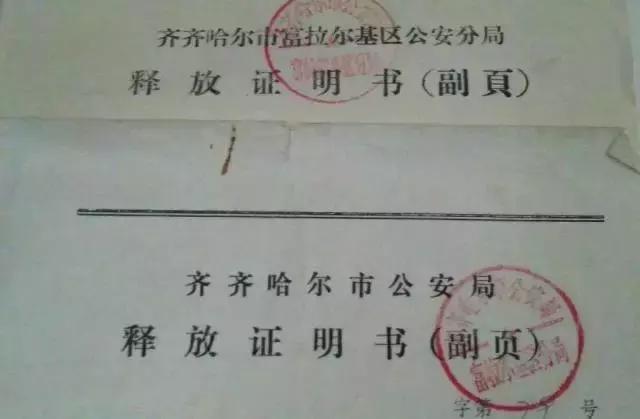 齐齐哈尔市富拉尔基区公安分局
释放证明书(副頁)
齐齐哈尔市公安局
释放证明书(副页)
字第 号